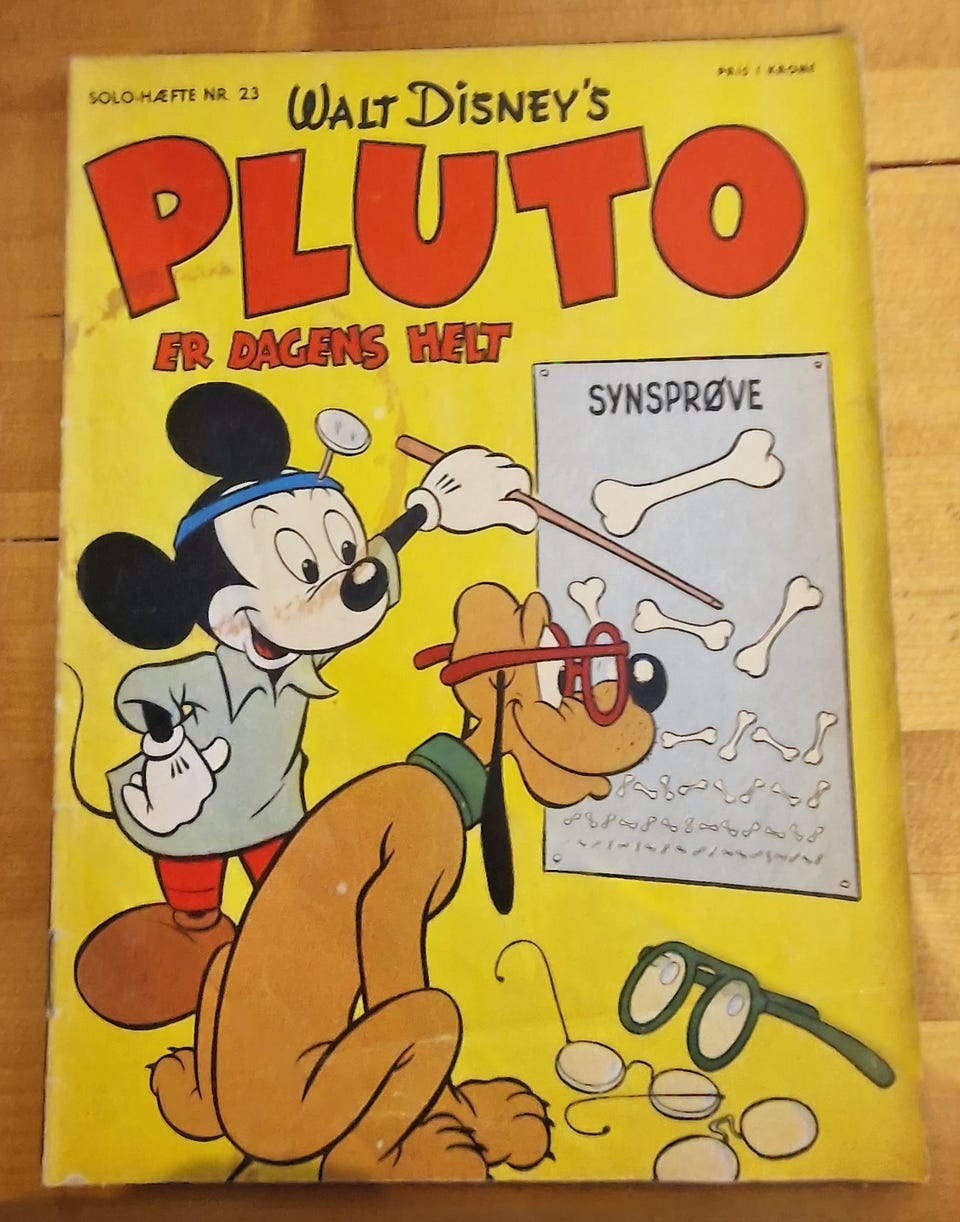 SOLO-HÆFTE NR. 23
PRIS 1 KRONE
WALT DISNEY'S
PLUTO
ER DAGENS HELT
SYNSPRØVE